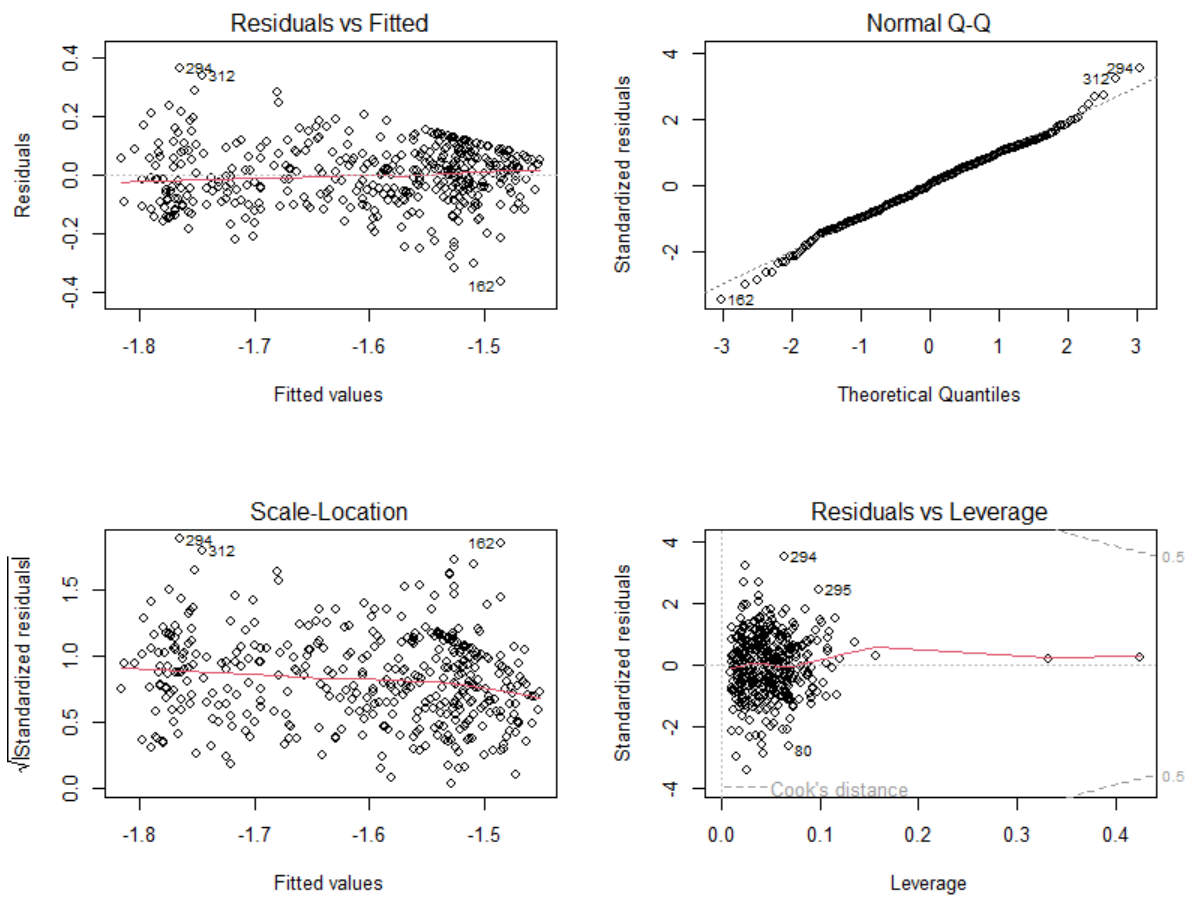 Residuals vs Fitted
Residuals
0.4
0.2
0.0
-0.2
-0.4
294
312
162
-1.8 -1.7 -1.6 -1.5
Fitted values
Normal Q-Q
Standardized residuals
4
2
0
-2
294
312
162
-3 -2 -1 0 1 2 3
Theoretical Quantiles
Scale-Location
√|Standardized residuals|
1.5
1.0
0.5
0.0
294
312
162
-1.8 -1.7 -1.6 -1.5
Fitted values
Residuals vs Leverage
Standardized residuals
4
2
0
-2
-4
294
295
80
0.5
0.5
Cook's distance
0.0 0.1 0.2 0.3 0.4
Leverage